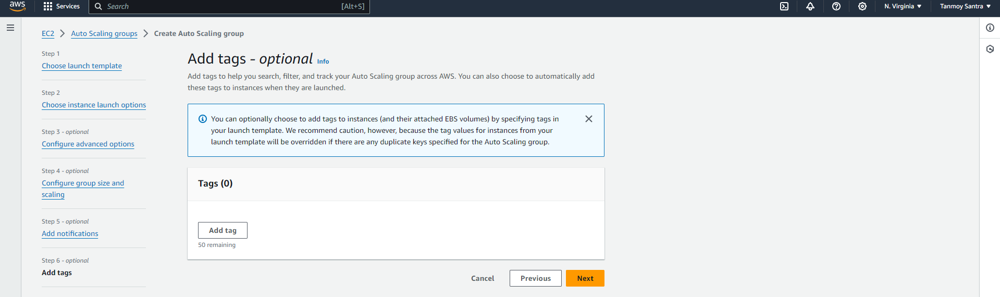 aws
Services
Search
[Alt+S]
N. Virginia
Tanmoy Santra
EC2
Auto Scaling groups
Create Auto Scaling group
Step 1
Choose launch template
Step 2
Choose instance launch options
Step 3 - optional
Configure advanced options
Step 4 - optional
Configure group size and
scaling
Step 5 - optional
Add notifications
Step 6 - optional
Add tags
Add tags - optional Info
Add tags to help you search, filter, and track your Auto Scaling group across AWS. You can also choose to automatically add
these tags to instances when they are launched.
You can optionally choose to add tags to instances (and their attached EBS volumes) by specifying tags in
your launch template. We recommend caution, however, because the tag values for instances from your
launch template will be overridden if there are any duplicate keys specified for the Auto Scaling group.
Tags (0)
Add tag
50 remaining
Cancel
Previous
Next